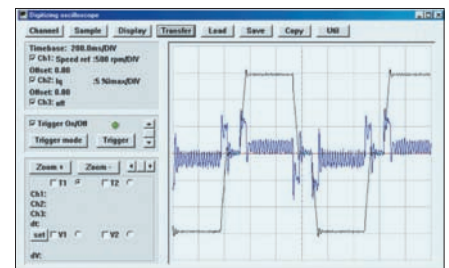 Digitizing oscilloscope
Channel Sample Display Transfer Load Save Copy Util
Timebase: 200.0ms/DIV
Ch1: Speed ref :500 rpm/DIV
Offset: 0.00
Ch2: Iq :5 N/max/DIV
Offset: 0.00
Ch3: off
Trigger On/Off
Trigger mode Trigger
Zoom + Zoom -
T1 T2
Ch1:
Ch2:
Ch3:
dt:
set V1 V2
dV: